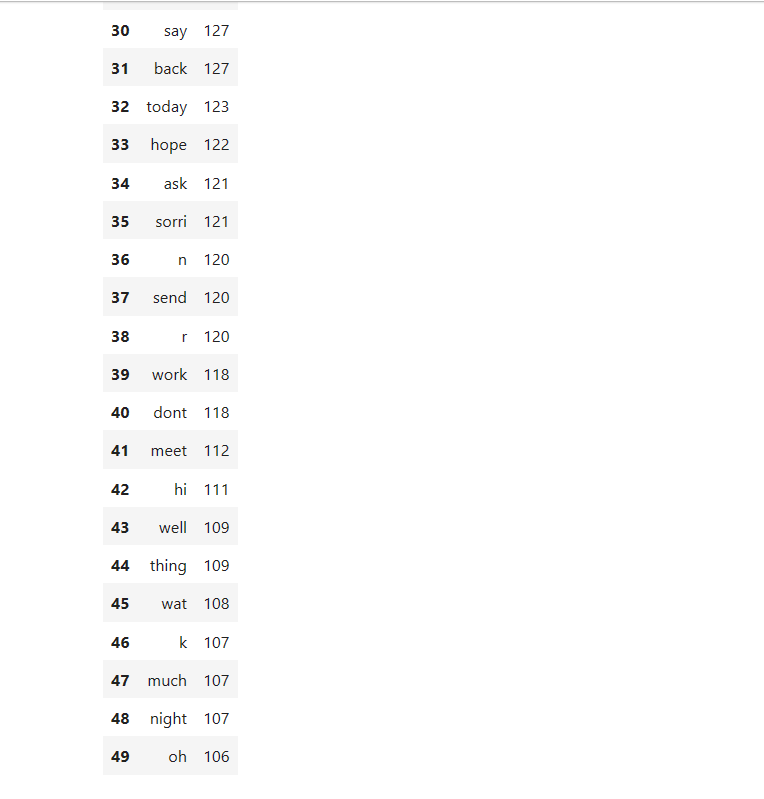 30 say 127
31 back 127
32 today 123
33 hope 122
34 ask 121
35 sorri 121
36 n 120
37 send 120
38 r 120
39 work 118
40 dont 118
41 meet 112
42 hi 111
43 well 109
44 thing 109
45 wat 108
46 k 107
47 much 107
48 night 107
49 oh 106